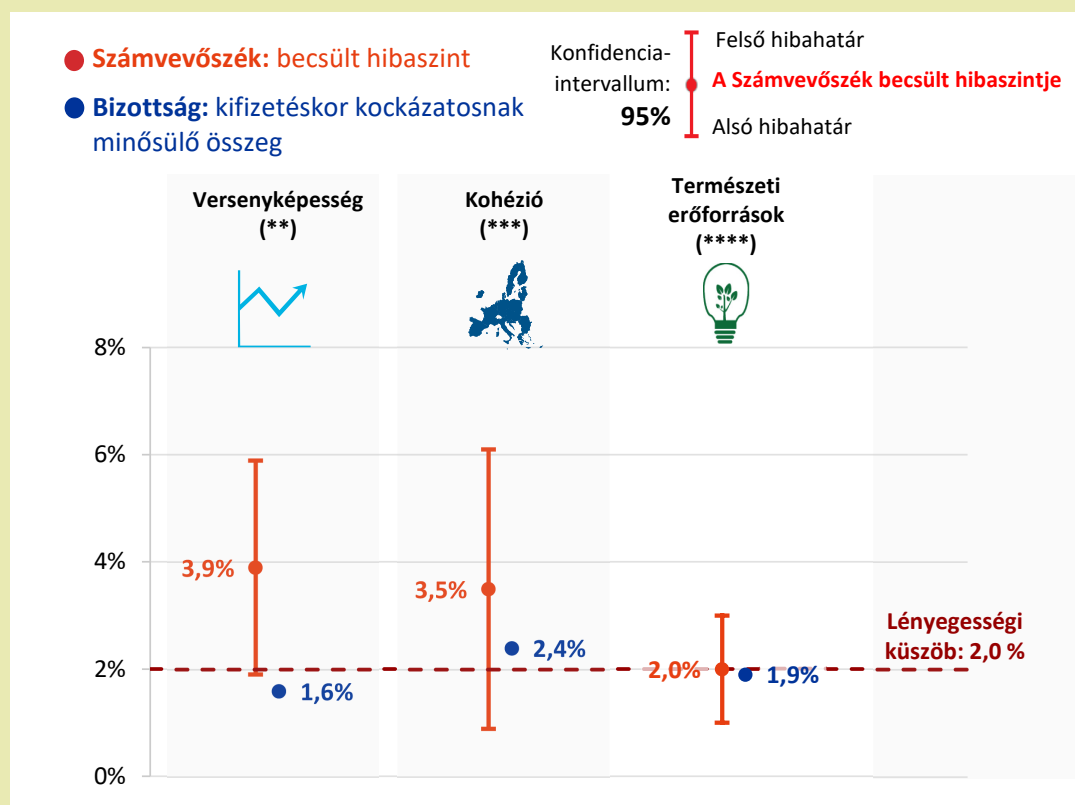 Számvevőszék: becsült hibaszint
Bizottság: kifizetéskor kockázatosnak
minősülő összeg
Konfidencia-
intervallum:
95%
Felső hibahatár
A Számvevőszék becsült hibaszintje
Alsó hibahatár
Versenyképesség
(**)
Kohézió
(***)
Természeti
erőforrások
(****)
8%
6%
4%
2%
0%
3,9%
1,6%
3,5%
2,4%
2,0%
1,9%
Lényegességi
küszöb: 2,0 %